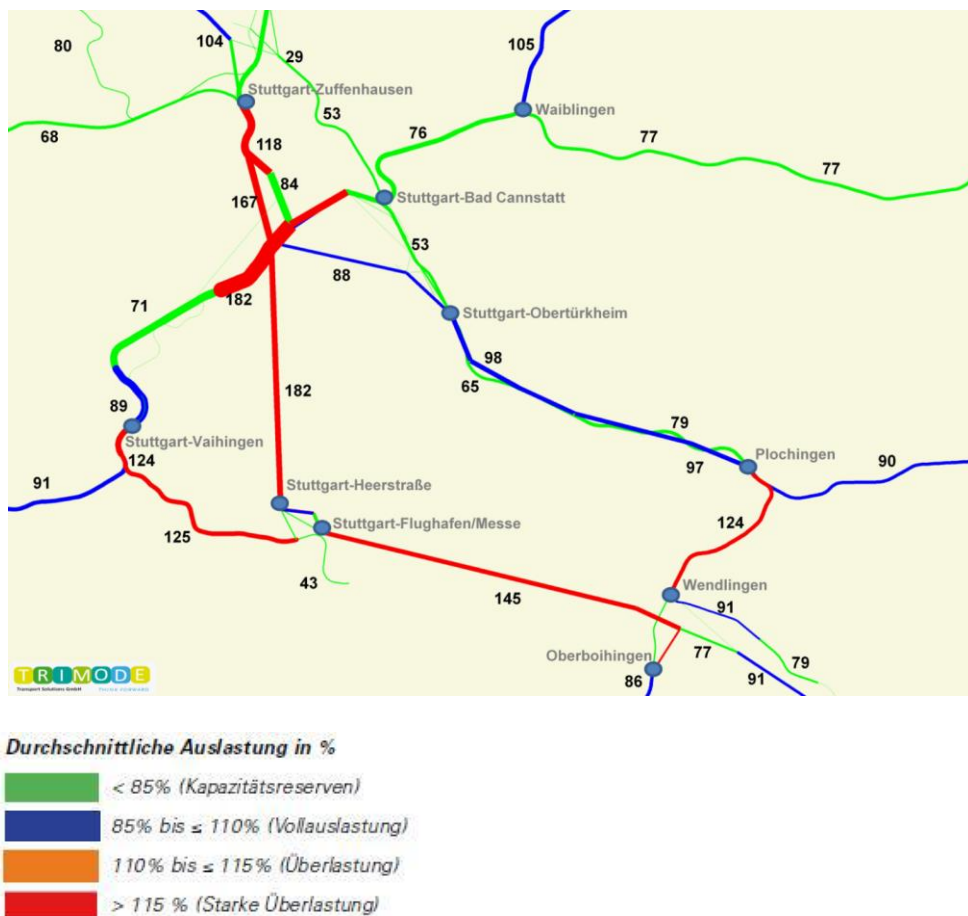 80
104
29
105
Stuttgart-Zuffenhausen
Waiblingen
68
53
118
76
77
77
84
167
Stuttgart-Bad Cannstatt
53
88
71
182
Stuttgart-Obertürkheim
98
65
182
89
79
Stuttgart-Vaihingen
97
Plochingen
90
124
91
Stuttgart-Heerstraße
Stuttgart-Flughafen/Messe
124
125
43
145
Wendlingen
91
Oberboihingen
77
79
86
91
TRIMODE
Transport Solutions GmbH
Durchschnittliche Auslastung in %
< 85% (Kapazitätsreserven)
85% bis ≤ 110% (Vollauslastung)
110% bis ≤ 115% (Überlastung)
> 115 % (Starke Überlastung)